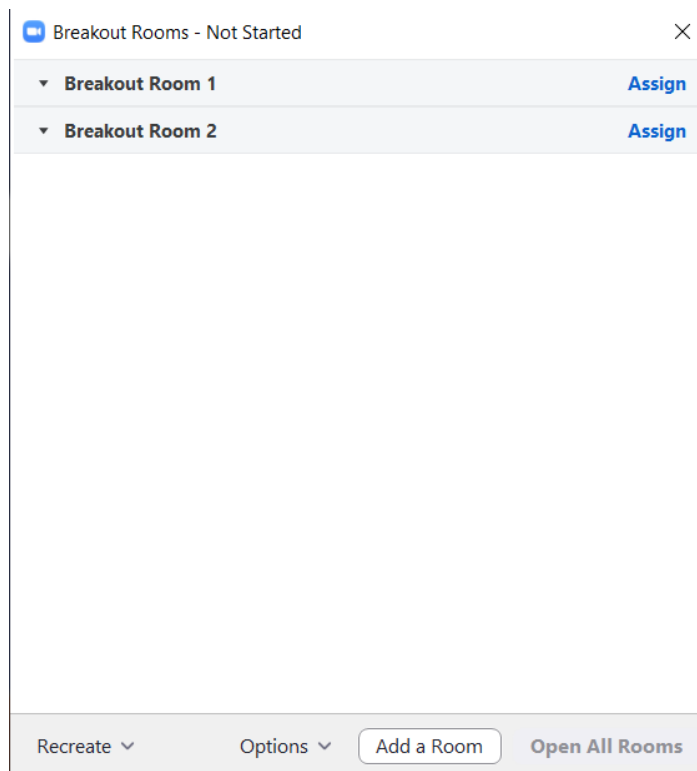 Breakout Rooms - Not Started
Breakout Room 1 Assign
Breakout Room 2 Assign
Recreate Options Add a Room Open All Rooms